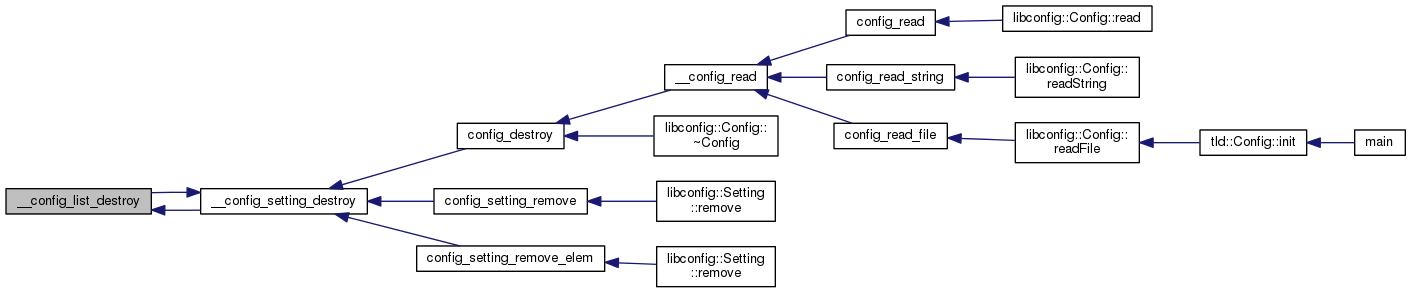 __config_list_destroy
__config_setting_destroy
config_destroy
config_setting_remove
config_setting_remove_elem
__config_read
libconfig::Config::
~Config
libconfig::Setting
::remove
libconfig::Setting
::remove
config_read
config_read_string
config_read_file
libconfig::Config::read
libconfig::Config::
readString
libconfig::Config::
readFile
tld::Config::init
main